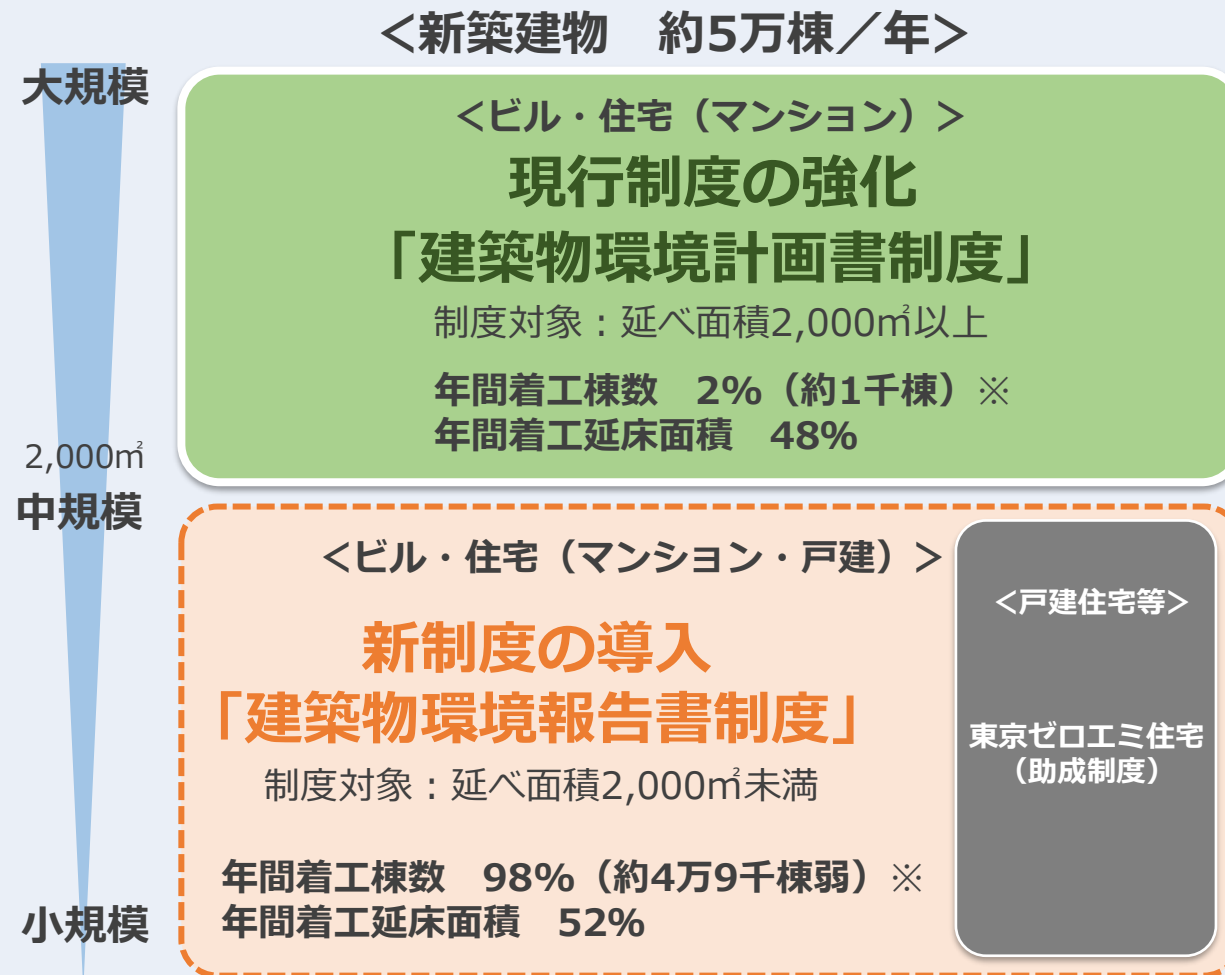 ＜新築建物　約5万棟／年＞
大規模
＜ビル・住宅（マンション）＞
現行制度の強化
「建築物環境計画書制度」
制度対象：延べ面積2,000㎡以上
年間着工棟数　2%（約1千棟）※
年間着工延床面積　48%
2,000㎡
中規模
＜ビル・住宅（マンション・戸建）＞
新制度の導入
「建築物環境報告書制度」
制度対象：延べ面積2,000㎡未満
年間着工棟数　98%（約4万9千棟弱）※
年間着工延床面積　52%
＜戸建住宅等＞
東京ゼロエミ住宅
（助成制度）
小規模